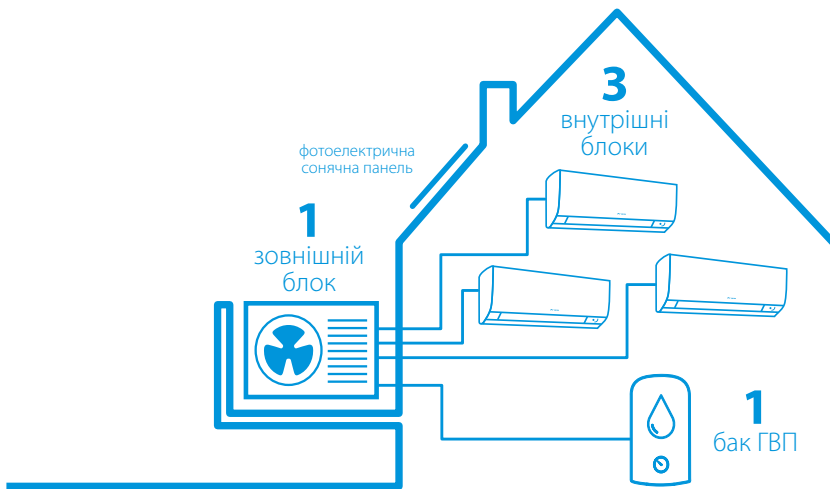 3
внутрішні
блоки
фотоелектрична
сонячна панель
1
зовнішній
блок
1
бак ГВП